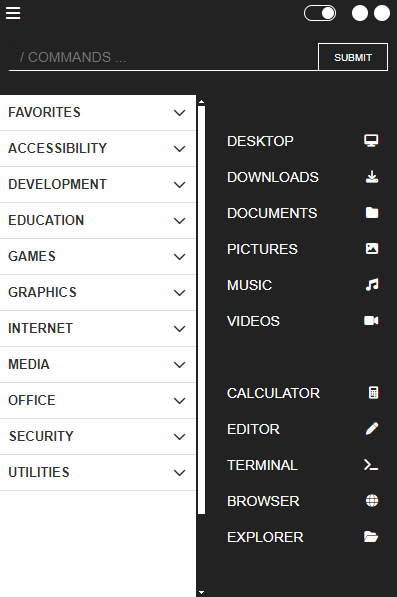 / COMMANDS ...
SUBMIT
FAVORITES
ACCESSIBILITY
DEVELOPMENT
EDUCATION
GAMES
GRAPHICS
INTERNET
MEDIA
OFFICE
SECURITY
UTILITIES
DESKTOP
DOWNLOADS
DOCUMENTS
PICTURES
MUSIC
VIDEOS
CALCULATOR
EDITOR
TERMINAL
BROWSER
EXPLORER